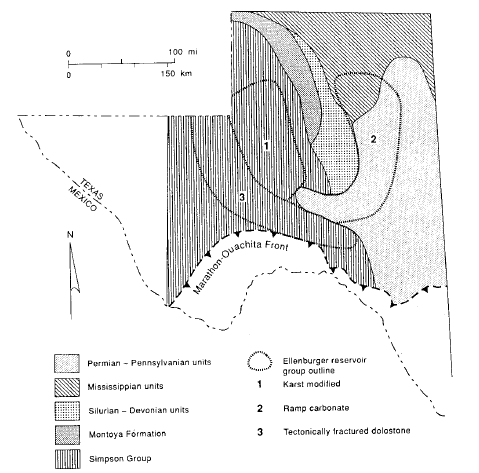 0 100 mi
0 150 km
1
2
3
TEXAS
MEXICO
Marathon-Ouachita Front
N
Permian - Pennsylvanian units
Mississippian units
Silurian - Devonian units
Montoya Formation
Simpson Group
Ellenburger reservoir
group outline
1 Karst modified
2 Ramp carbonate
3 Tectonically fractured dolostone